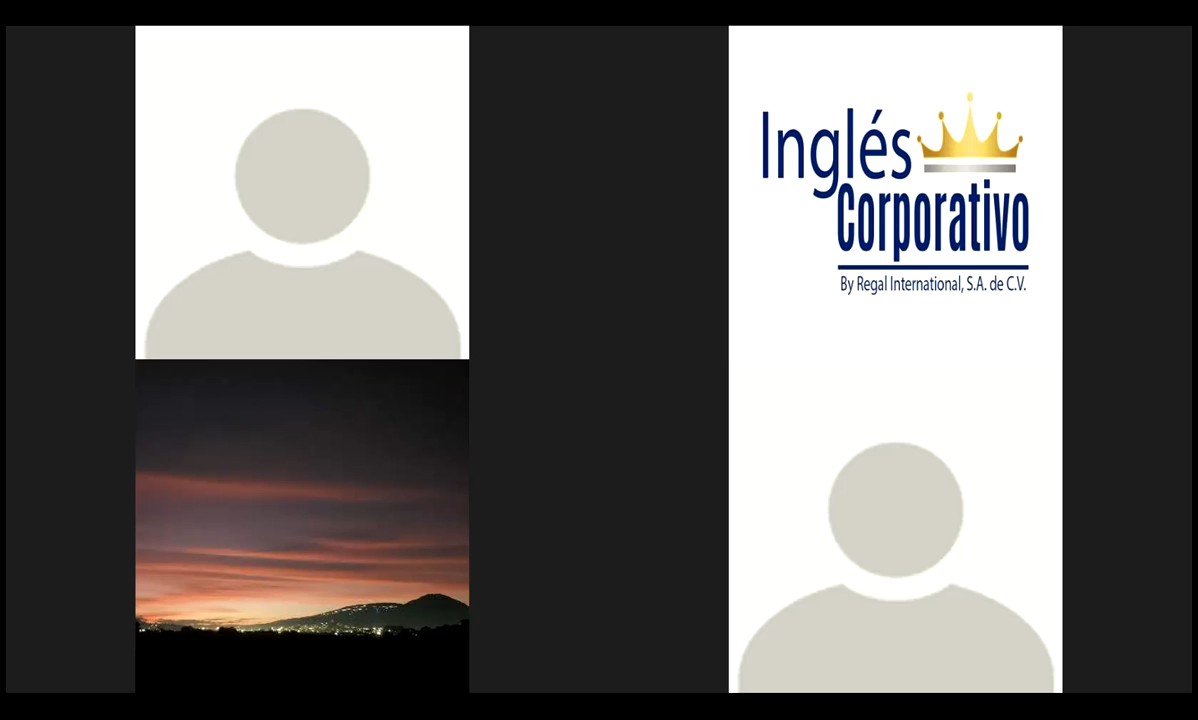 Inglés
Corporativo
By Regal International, S.A. de C.V.